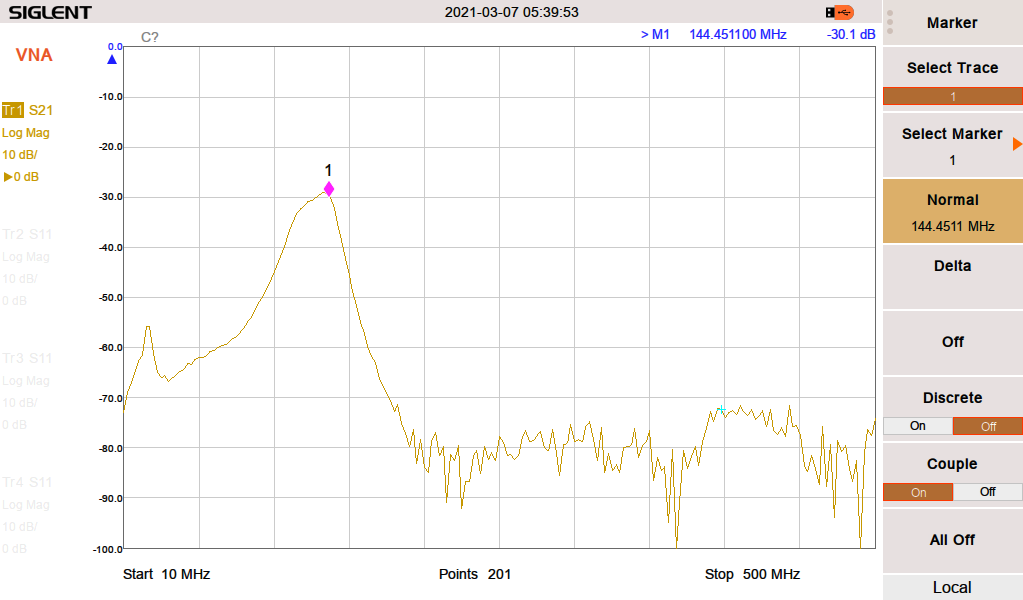 SIGLENT
2021-03-07 05:39:53
VNA
C?
> M1 144.451100 MHz -30.1 dB
Tr1 S21
Log Mag
10 dB/
▶0 dB
Tr2 S11
Log Mag
10 dB/
0 dB
Tr3 S11
Log Mag
10 dB/
0 dB
Tr4 S11
Log Mag
10 dB/
0 dB
0.0
-10.0
-20.0
-30.0
-40.0
-50.0
-60.0
-70.0
-80.0
-90.0
-100.0
1
Start 10 MHz
Points 201
Stop 500 MHz
Marker
Select Trace
1
Select Marker
1
Normal
144.4511 MHz
Delta
Off
Discrete
On Off
Couple
On Off
All Off
Local